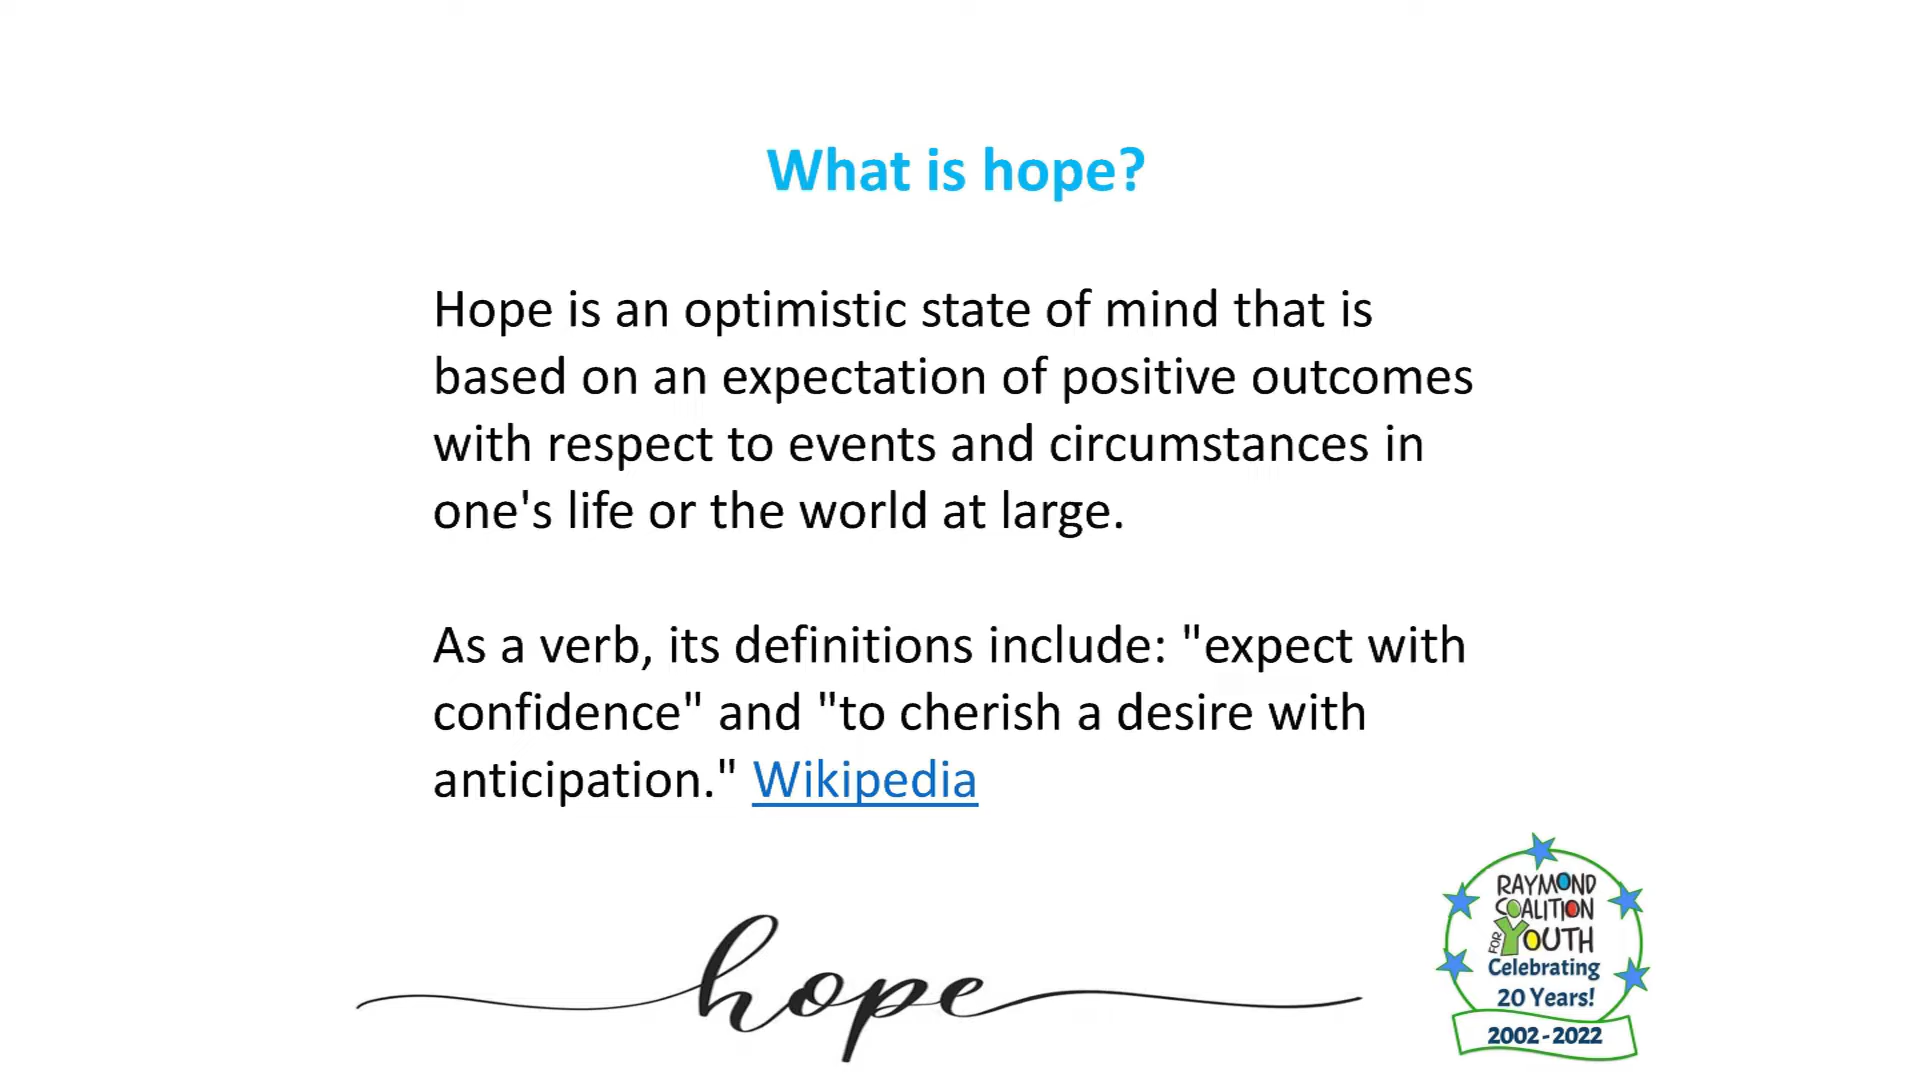 What is hope?
Hope is an optimistic state of mind that is
based on an expectation of positive outcomes
with respect to events and circumstances in
one's life or the world at large.
As a verb, its definitions include: "expect with
confidence" and "to cherish a desire with
anticipation." Wikipedia
hope
RAYMOND
COALITION
FOR YOUTH
Celebrating
20 Years!
2002-2022